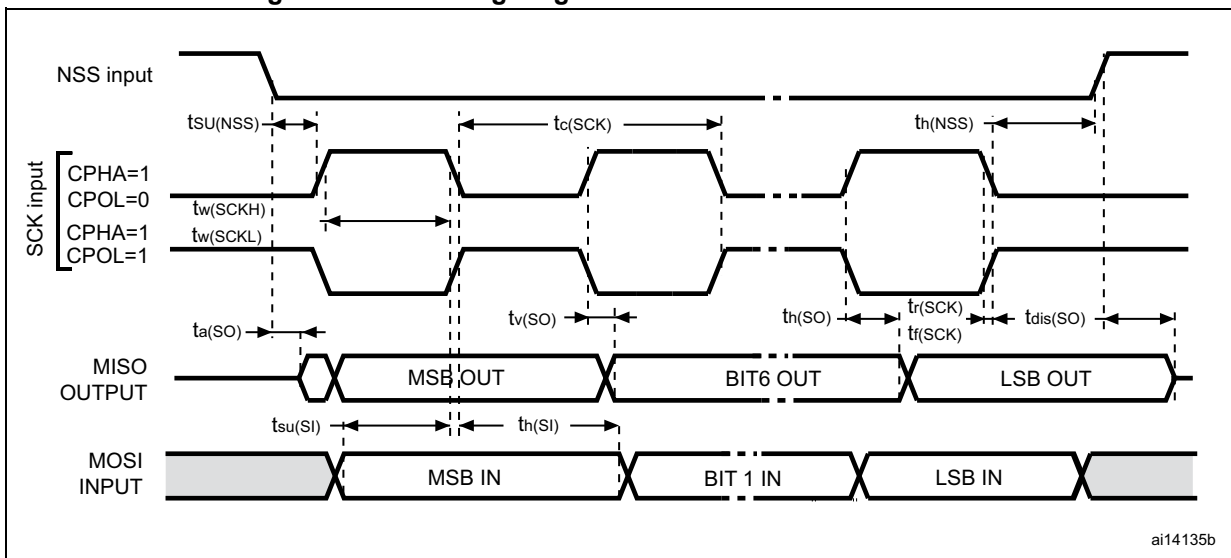 NSS input
tSU(NSS)
tc(SCK)
th(NSS)
SCK input
CPHA=1
CPOL=0
tw(SCKH)
CPHA=1
tw(SCKL)
CPOL=1
ta(SO)
tv(SO)
th(SO)
tr(SCK)
tf(SCK)
tdis(SO)
MISO
OUTPUT
MSB OUT
BIT6 OUT
LSB OUT
tsu(SI)
th(SI)
MOSI
INPUT
MSB IN
BIT 1 IN
LSB IN
ai14135b